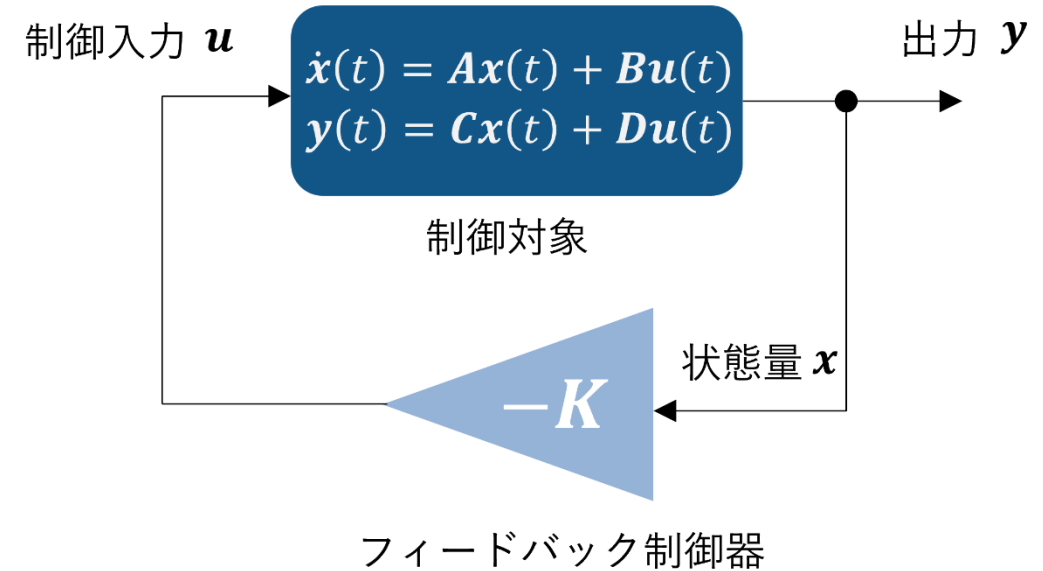 制御入力 u
出力 y
ẋ(t) = Ax(t) + Bu(t)
y(t) = Cx(t) + Du(t)
制御対象
状態量 x
−K
フィードバック制御器